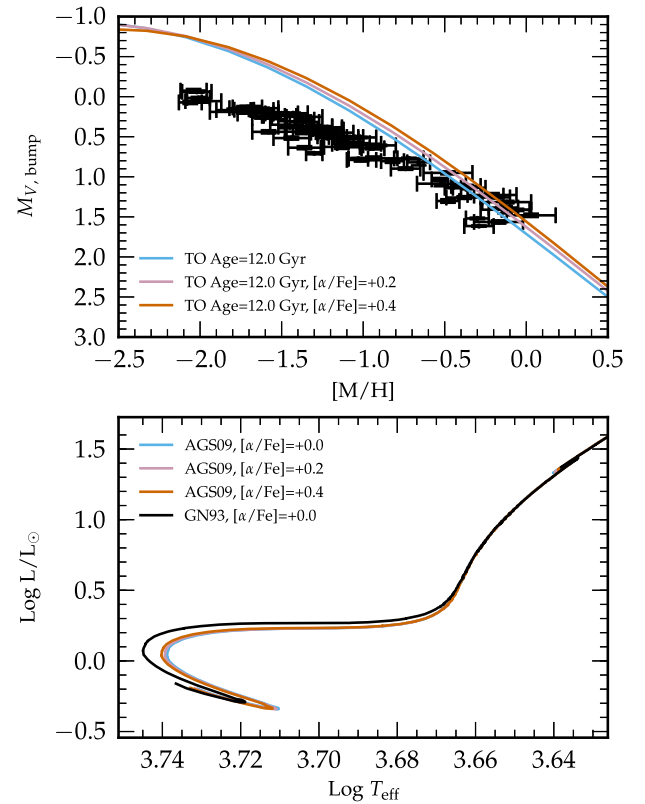 −1.0
−0.5
0.0
0.5
1.0
1.5
2.0
2.5
3.0
M_V, bump
TO Age=12.0 Gyr
TO Age=12.0 Gyr, [α/Fe]=+0.2
TO Age=12.0 Gyr, [α/Fe]=+0.4
−2.5 −2.0 −1.5 −1.0 −0.5 0.0 0.5
[M/H]
1.5
1.0
0.5
0.0
−0.5
Log L/L☉
AGS09, [α/Fe]=+0.0
AGS09, [α/Fe]=+0.2
AGS09, [α/Fe]=+0.4
GN93, [α/Fe]=+0.0
3.74 3.72 3.70 3.68 3.66 3.64
Log T_eff